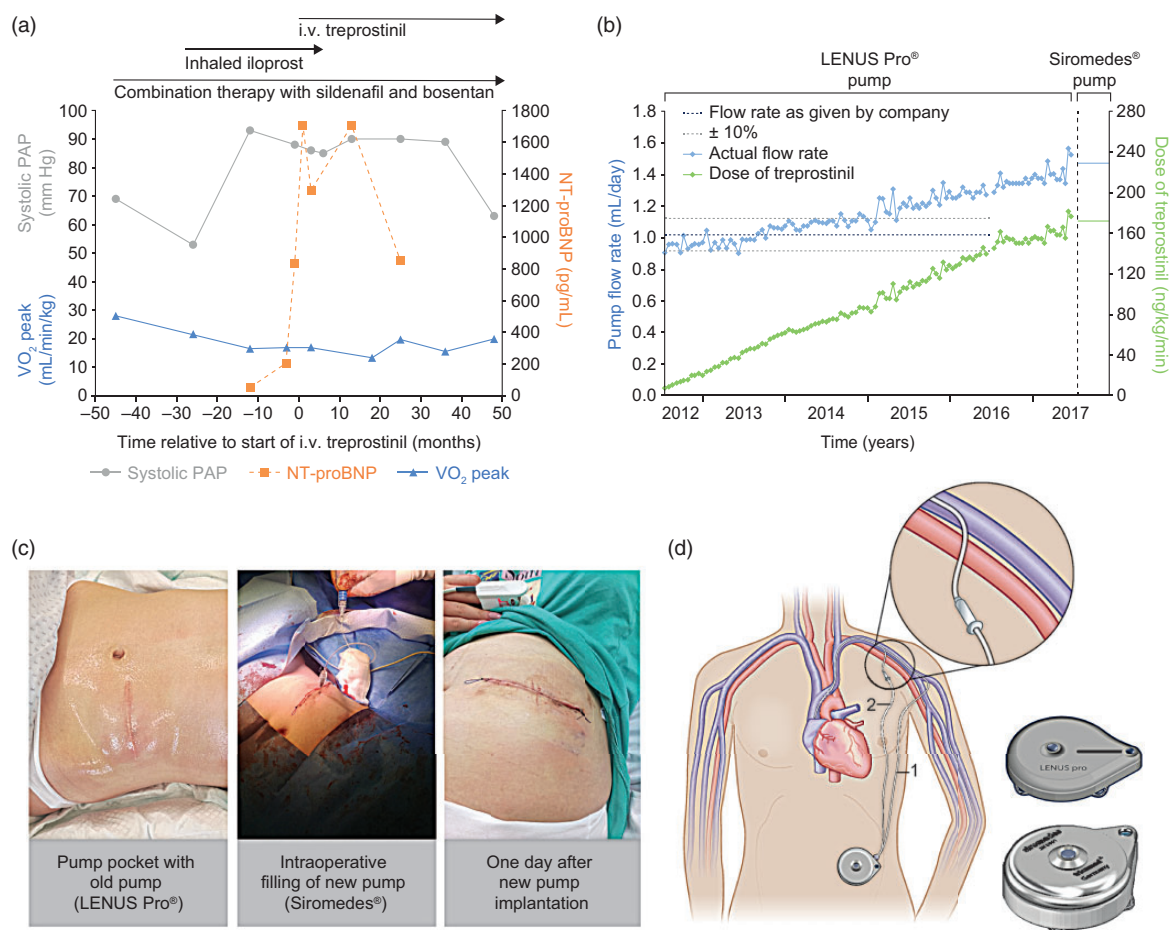 (a)
i.v. treprostinil
Inhaled iloprost
Combination therapy with sildenafil and bosentan
Systolic PAP
(mm Hg)
VO₂ peak
(mL/min/kg)
100
90
80
70
60
50
40
30
20
10
0
1800
1600
1400
1200
1000
800
600
400
200
0
NT-proBNP
(pg/mL)
–50 –40 –30 –20 –10 0 10 20 30 40 50
Time relative to start of i.v. treprostinil (months)
Systolic PAP NT-proBNP VO₂ peak
(b)
LENUS Pro®
pump
Siromedes®
pump
Pump flow rate (mL/day)
1.8
1.6
1.4
1.2
1.0
0.8
0.6
0.4
0.2
0.0
Flow rate as given by company
± 10%
Actual flow rate
Dose of treprostinil
280
240
200
160
120
80
40
0
Dose of treprostinil
(ng/kg/min)
2012 2013 2014 2015 2016 2017
Time (years)
(c)
Pump pocket with
old pump
(LENUS Pro®)
Intraoperative
filling of new pump
(Siromedes®)
One day after
new pump
implantation
(d)
2
1
LENUS pro
siromedes®
Germany